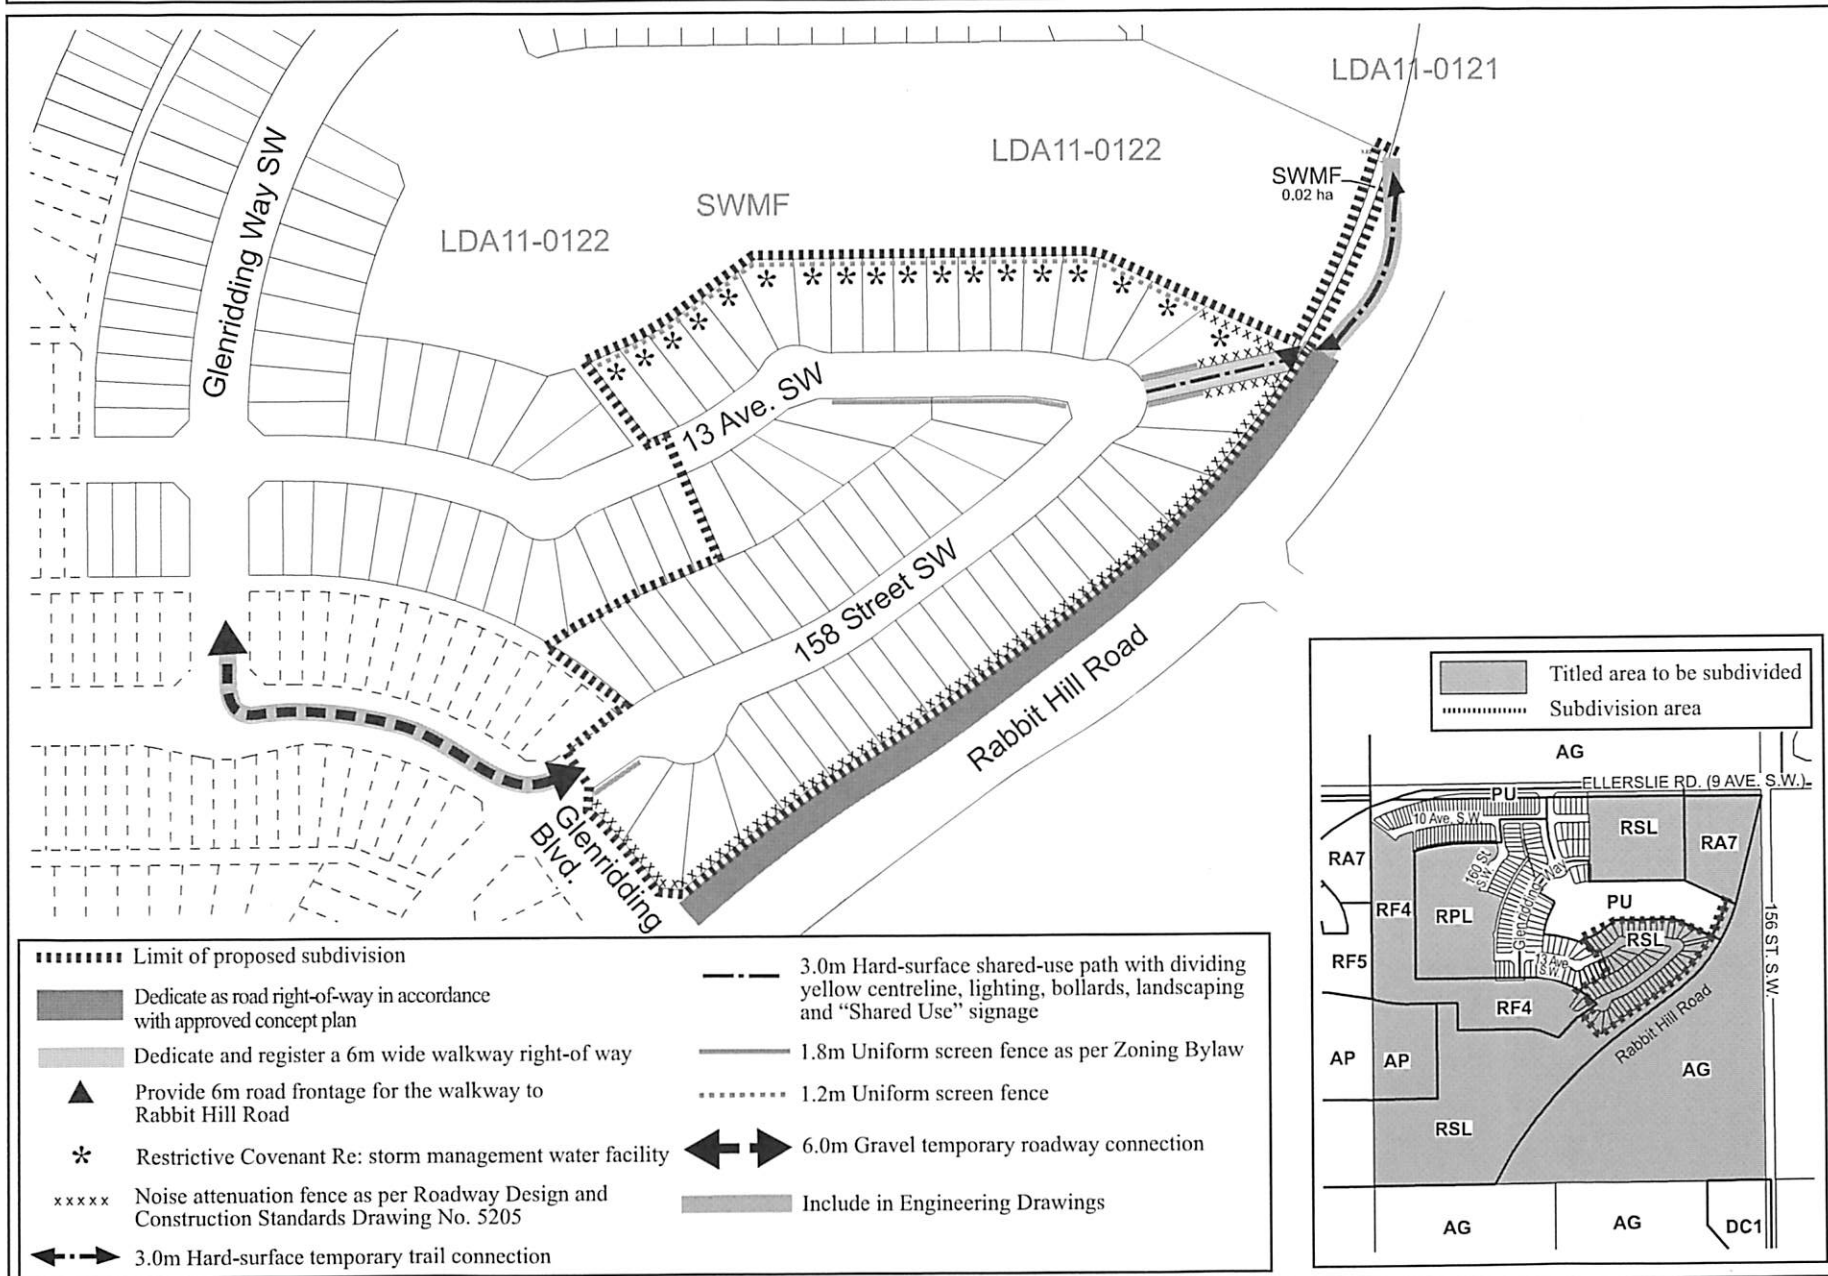 LDA11-0121
LDA11-0122
SWMF
0.02 ha
SWMF
LDA11-0122
Glenridding Way SW
13 Ave. SW
158 Street SW
Rabbit Hill Road
Glenridding
Blvd.
Limit of proposed subdivision
Dedicate as road right-of-way in accordance
with approved concept plan
Dedicate and register a 6m wide walkway right-of way
Provide 6m road frontage for the walkway to
Rabbit Hill Road
* Restrictive Covenant Re: storm management water facility
xxxxx Noise attenuation fence as per Roadway Design and
Construction Standards Drawing No. 5205
3.0m Hard-surface temporary trail connection
3.0m Hard-surface shared-use path with dividing
yellow centreline, lighting, bollards, landscaping
and “Shared Use” signage
1.8m Uniform screen fence as per Zoning Bylaw
1.2m Uniform screen fence
6.0m Gravel temporary roadway connection
Include in Engineering Drawings
Titled area to be subdivided
Subdivision area
AG
ELLERSLIE RD. (9 AVE. S.W.)
PU
10 Ave. S.W.
RSL
RA7
RA7
160 St. S.W.
Glenridding Way
RF4
RPL
PU
156 ST. S.W.
RSL
RF5
13 Ave. S.W.
RF4
Rabbit Hill Road
AP
AP
AG
RSL
AG
AG
DC1